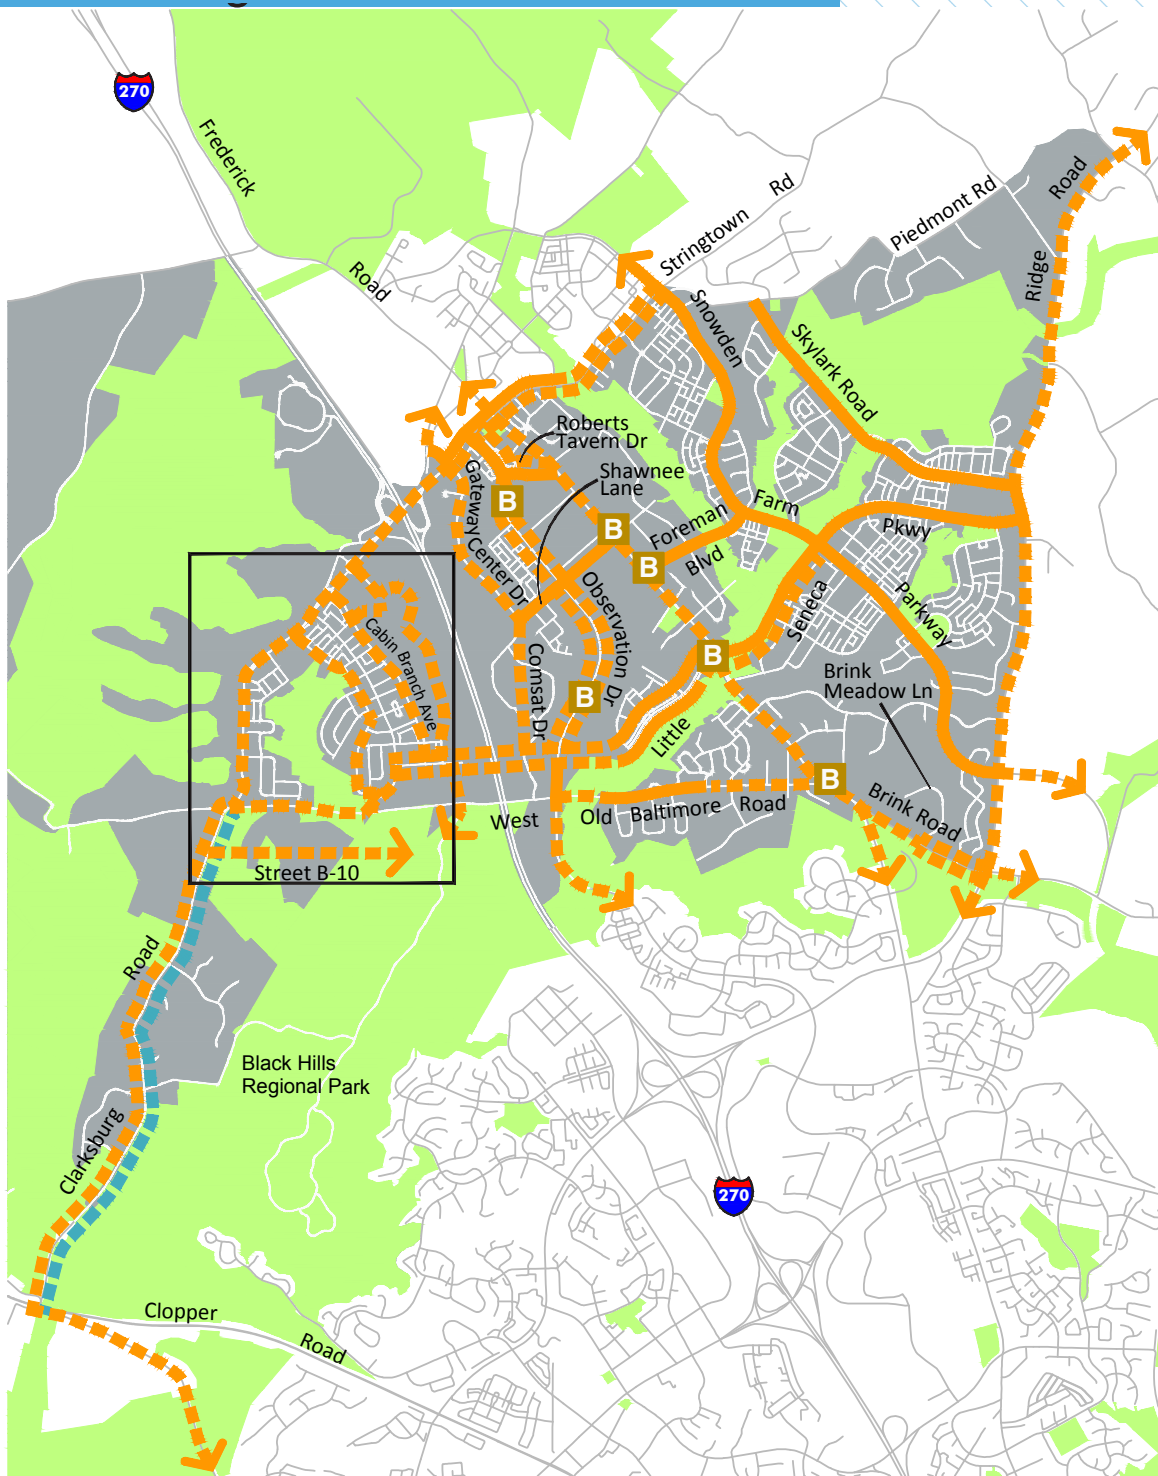 270
Frederick
Road
Stringtown
Rd
Piedmont Rd
Road
Ridge
Snowden
Skylark Road
Roberts
Tavern Dr
Shawnee
Lane
Gateway
Center Dr
B
B
B
Foreman
Blvd
Farm
Pkwy
Parkway
Seneca
Observation Dr
Comsat Dr
Cabin Branch Ave
B
B
Little
Brink
Meadow Ln
B
Brink Road
West
Old
Baltimore
Road
Street B-10
Road
Clarksburg
Black Hills
Regional Park
270
Clopper
Road